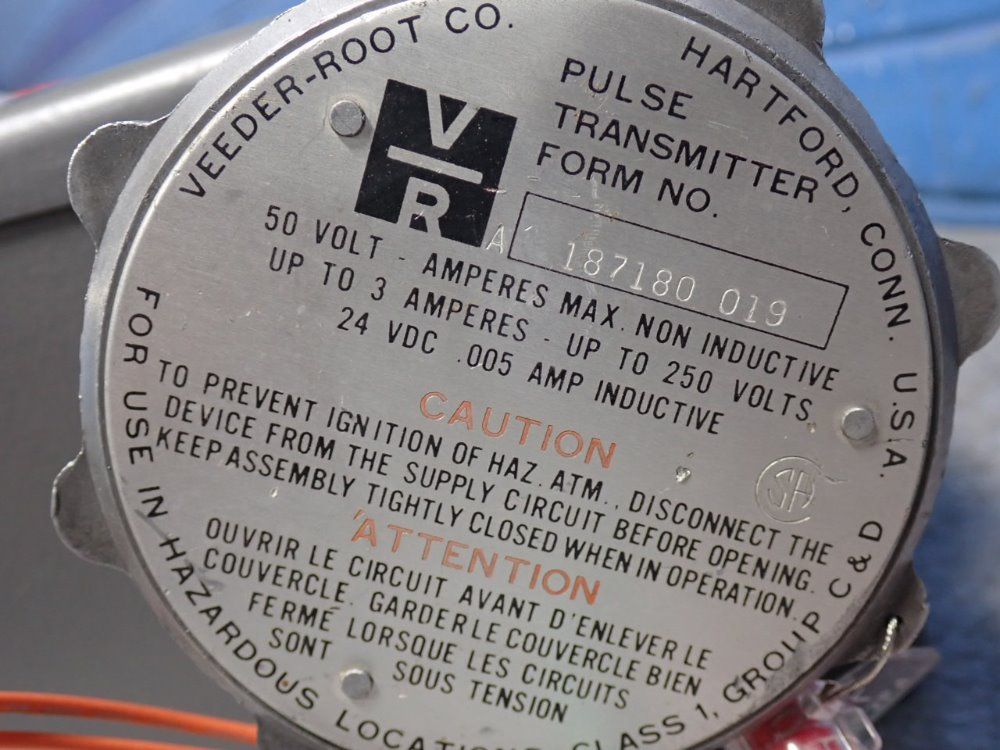 VEEDER-ROOT CO.
HARTFORD, CONN. U.S.A.
V
R
PULSE
TRANSMITTER
FORM NO.
A 187180 019
50 VOLT - AMPERES MAX. NON INDUCTIVE
UP TO 3 AMPERES - UP TO 250 VOLTS
24 VDC .005 AMP INDUCTIVE
CAUTION
TO PREVENT IGNITION OF HAZ. ATM., DISCONNECT THE
DEVICE FROM THE SUPPLY CIRCUIT BEFORE OPENING.
KEEP ASSEMBLY TIGHTLY CLOSED WHEN IN OPERATION.
SA
ATTENTION
OUVRIR LE CIRCUIT AVANT D'ENLEVER LE
COUVERCLE. GARDER LE COUVERCLE BIEN
FERMÉ LORSQUE LES CIRCUITS
SONT SOUS TENSION
FOR USE IN HAZARDOUS LOCATIONS CLASS 1, GROUP C & D